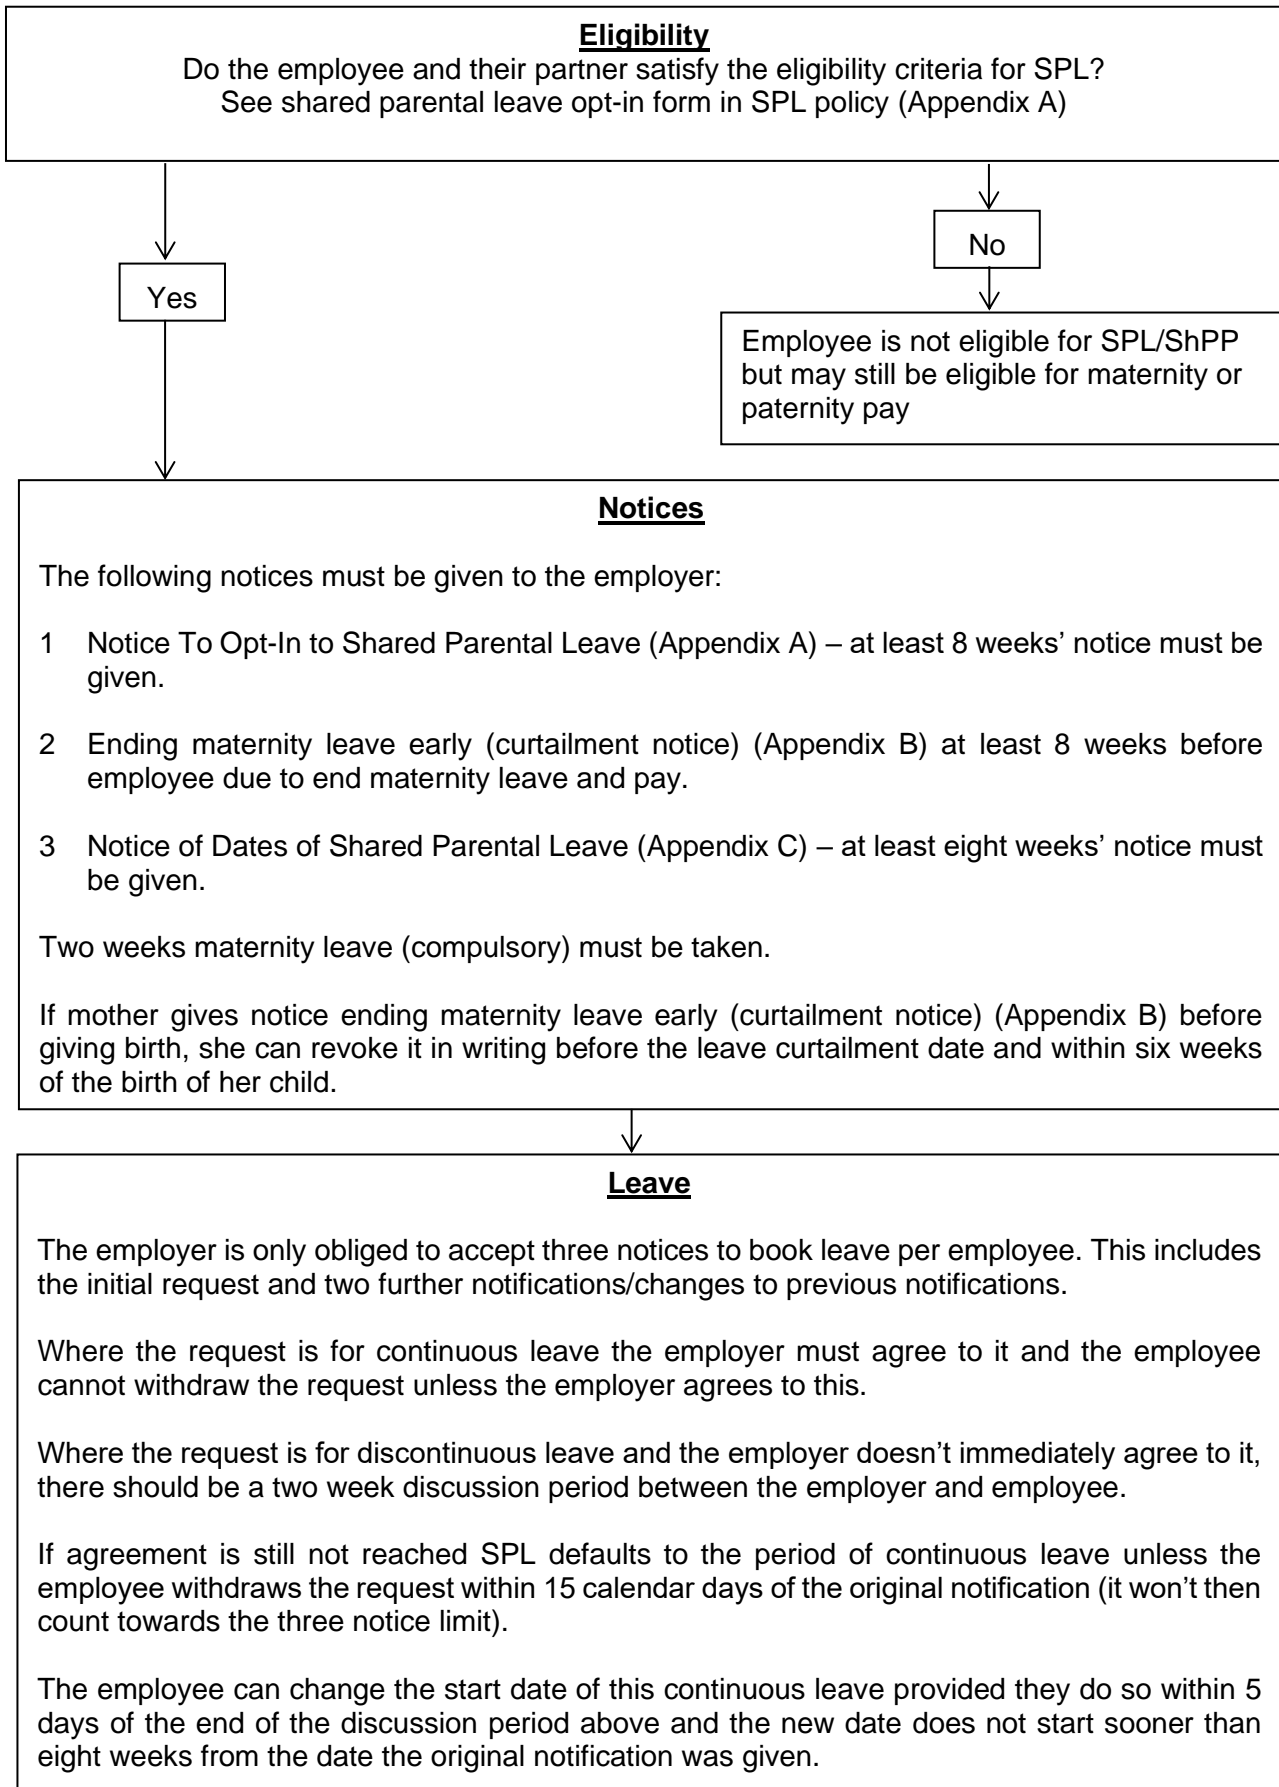 Eligibility
Do the employee and their partner satisfy the eligibility criteria for SPL?
See shared parental leave opt-in form in SPL policy (Appendix A)
Yes
No
Employee is not eligible for SPL/ShPP
but may still be eligible for maternity or
paternity pay
Notices
The following notices must be given to the employer:
1 Notice To Opt-In to Shared Parental Leave (Appendix A) – at least 8 weeks’ notice must be
given.
2 Ending maternity leave early (curtailment notice) (Appendix B) at least 8 weeks before
employee due to end maternity leave and pay.
3 Notice of Dates of Shared Parental Leave (Appendix C) – at least eight weeks’ notice must
be given.
Two weeks maternity leave (compulsory) must be taken.
If mother gives notice ending maternity leave early (curtailment notice) (Appendix B) before
giving birth, she can revoke it in writing before the leave curtailment date and within six weeks
of the birth of her child.
Leave
The employer is only obliged to accept three notices to book leave per employee. This includes
the initial request and two further notifications/changes to previous notifications.
Where the request is for continuous leave the employer must agree to it and the employee
cannot withdraw the request unless the employer agrees to this.
Where the request is for discontinuous leave and the employer doesn’t immediately agree to it,
there should be a two week discussion period between the employer and employee.
If agreement is still not reached SPL defaults to the period of continuous leave unless the
employee withdraws the request within 15 calendar days of the original notification (it won’t then
count towards the three notice limit).
The employee can change the start date of this continuous leave provided they do so within 5
days of the end of the discussion period above and the new date does not start sooner than
eight weeks from the date the original notification was given.